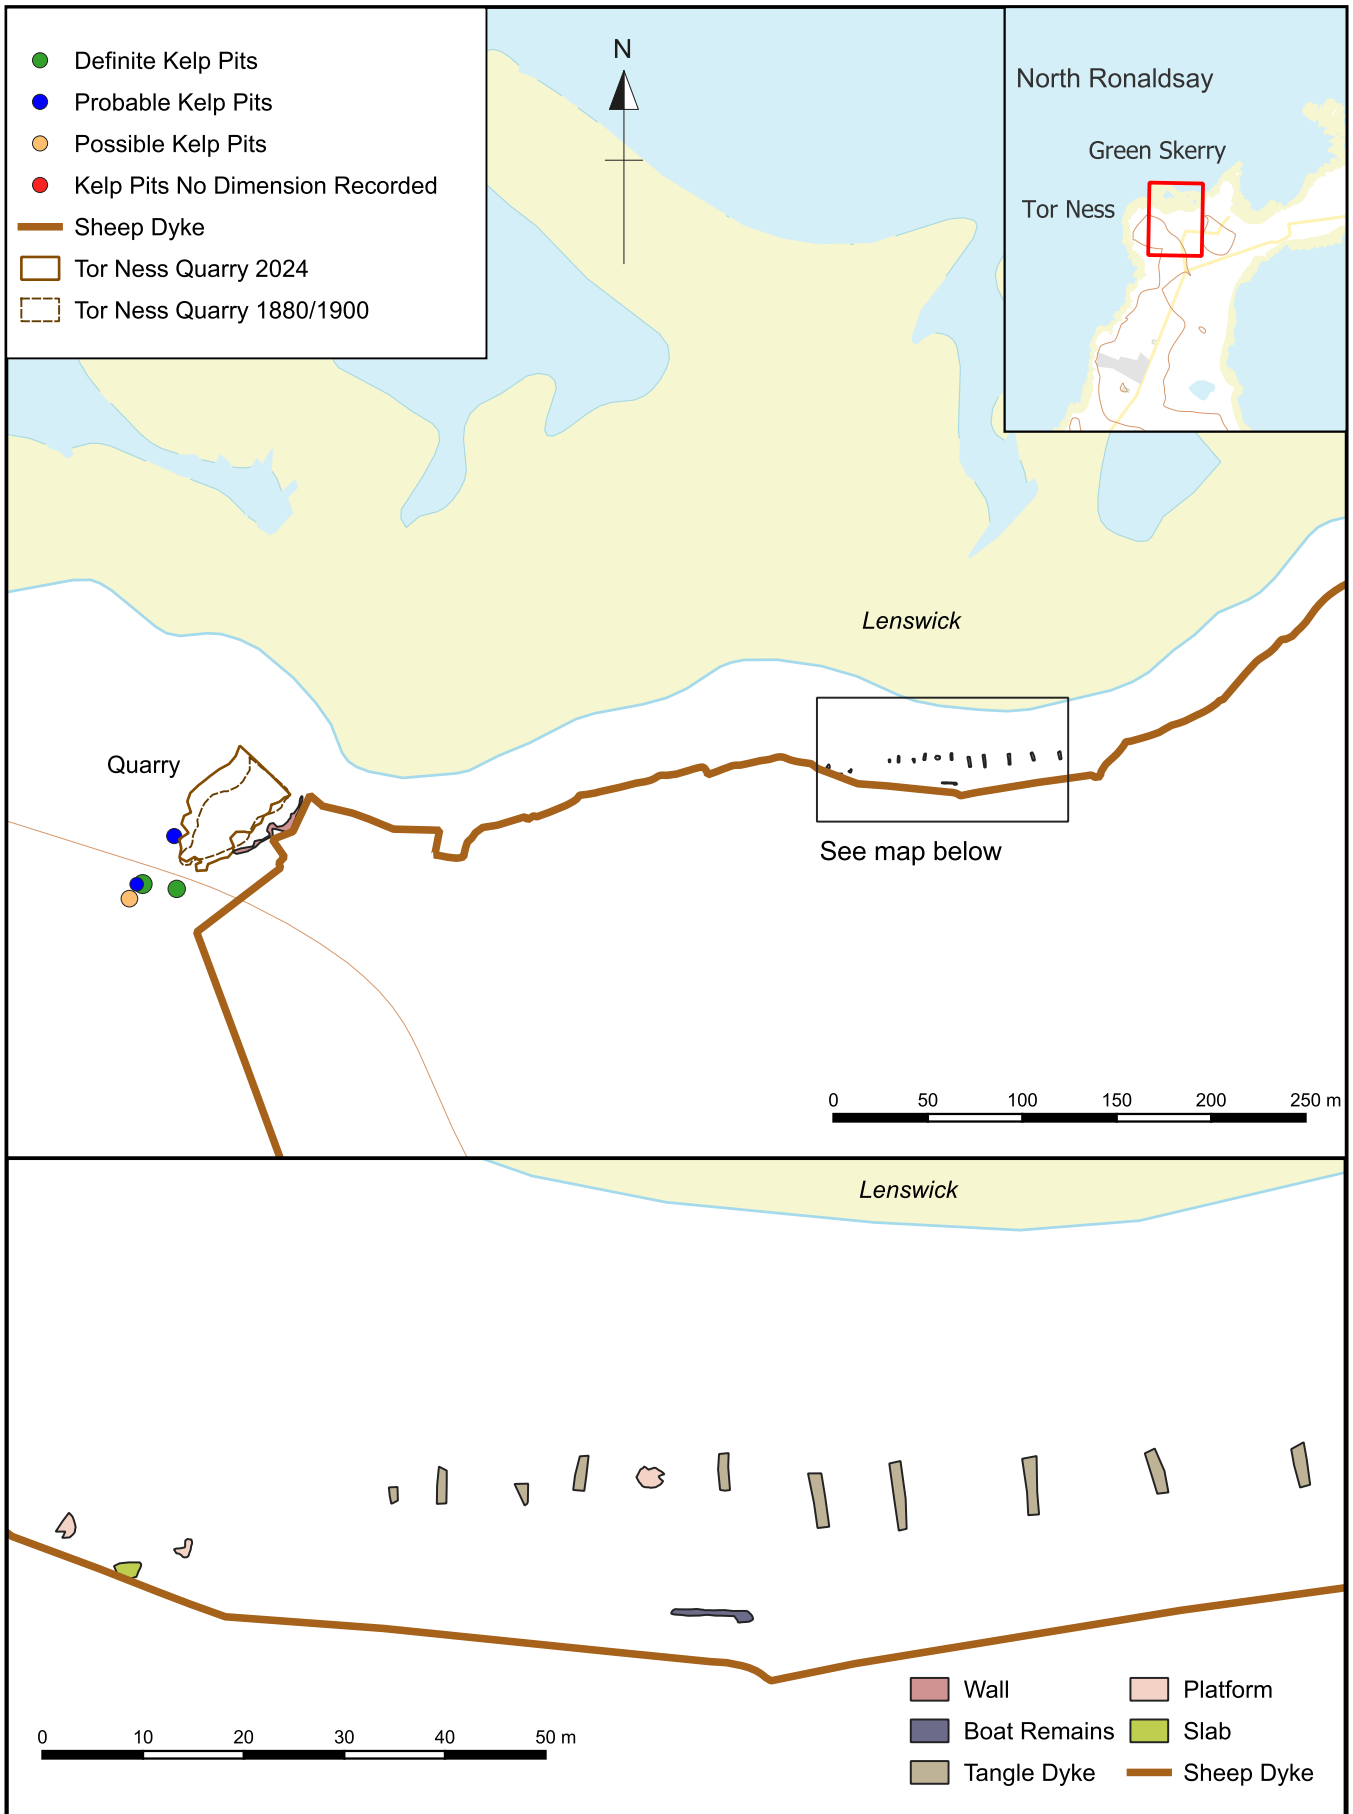 Definite Kelp Pits
Probable Kelp Pits
Possible Kelp Pits
Kelp Pits No Dimension Recorded
Sheep Dyke
Tor Ness Quarry 2024
Tor Ness Quarry 1880/1900
N
North Ronaldsay
Green Skerry
Tor Ness
Lenswick
Quarry
See map below
0 50 100 150 200 250 m
Lenswick
0 10 20 30 40 50 m
Wall
Boat Remains
Tangle Dyke
Platform
Slab
Sheep Dyke